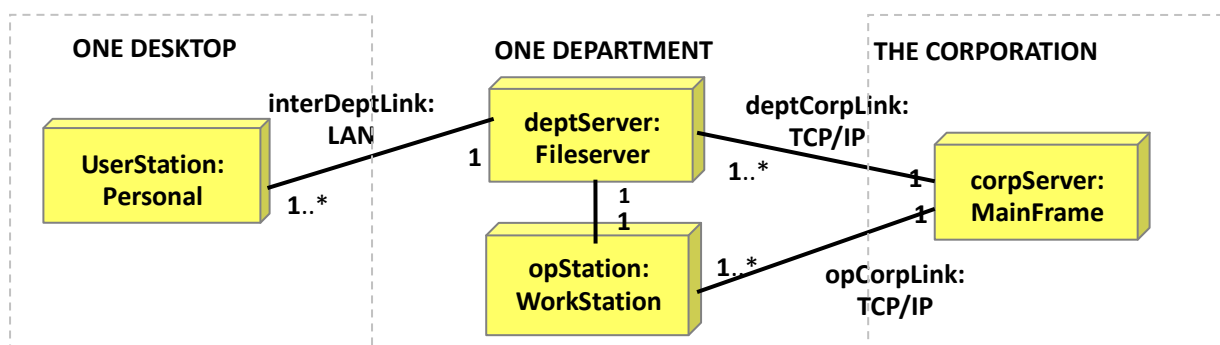 ONE DESKTOP
ONE DEPARTMENT
THE CORPORATION
interDeptLink:
LAN
deptCorpLink:
TCP/IP
deptServer:
Fileserver
UserStation:
Personal
1
1..*
1..*
1
corpServer:
MainFrame
1..*
1
1
1
opStation:
WorkStation
opCorpLink:
TCP/IP